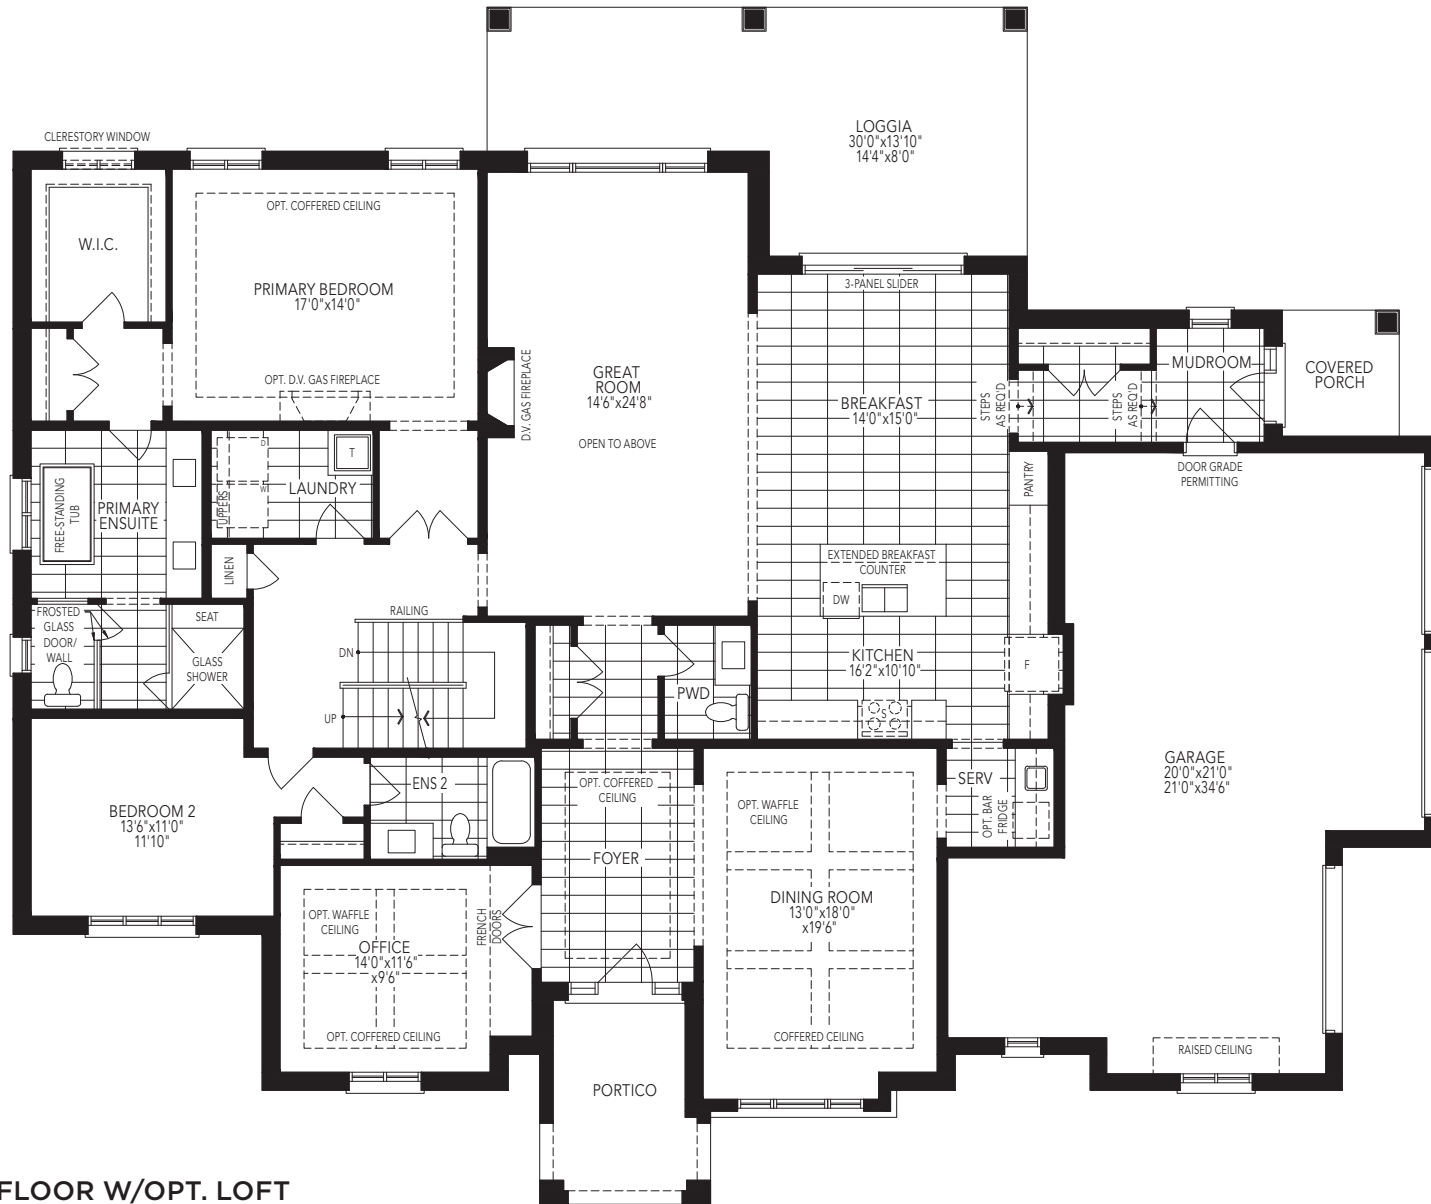 LOGGIA
30'0"x13'10"
14'4"x8'0"
CLERESTORY WINDOW
OPT. COFFERED CEILING
W.I.C.
PRIMARY BEDROOM
17'0"x14'0"
OPT. D.V. GAS FIREPLACE
D.V. GAS FIREPLACE
GREAT
ROOM
14'6"x24'8"
OPEN TO ABOVE
3-PANEL SLIDER
BREAKFAST
14'0"x15'0"
STEPS
AS REQ'D
STEPS
AS REQ'D
MUDROOM
COVERED
PORCH
DOOR GRADE
PERMITTING
PANTRY
D
W
UPPERS
LAUNDRY
T
FREE-STANDING
TUB
PRIMARY
ENSUITE
LINEN
EXTENDED BREAKFAST
COUNTER
DW
FROSTED
GLASS
DOOR/
WALL
SEAT
GLASS
SHOWER
RAILING
DN
UP
PWD
KITCHEN
16'2"x10'10"
F
S
GARAGE
20'0"x21'0"
21'0"x34'6"
BEDROOM 2
13'6"x11'0"
11'10"
ENS 2
OPT. COFFERED
CEILING
FOYER
OPT. WAFFLE
CEILING
DINING ROOM
13'0"x18'0"
x19'6"
COFFERED CEILING
SERV
OPT. BAR
FRIDGE
OPT. WAFFLE
CEILING
OFFICE
14'0"x11'6"
x9'6"
OPT. COFFERED CEILING
FRENCH
DOORS
RAISED CEILING
PORTICO
FLOOR W/OPT. LOFT